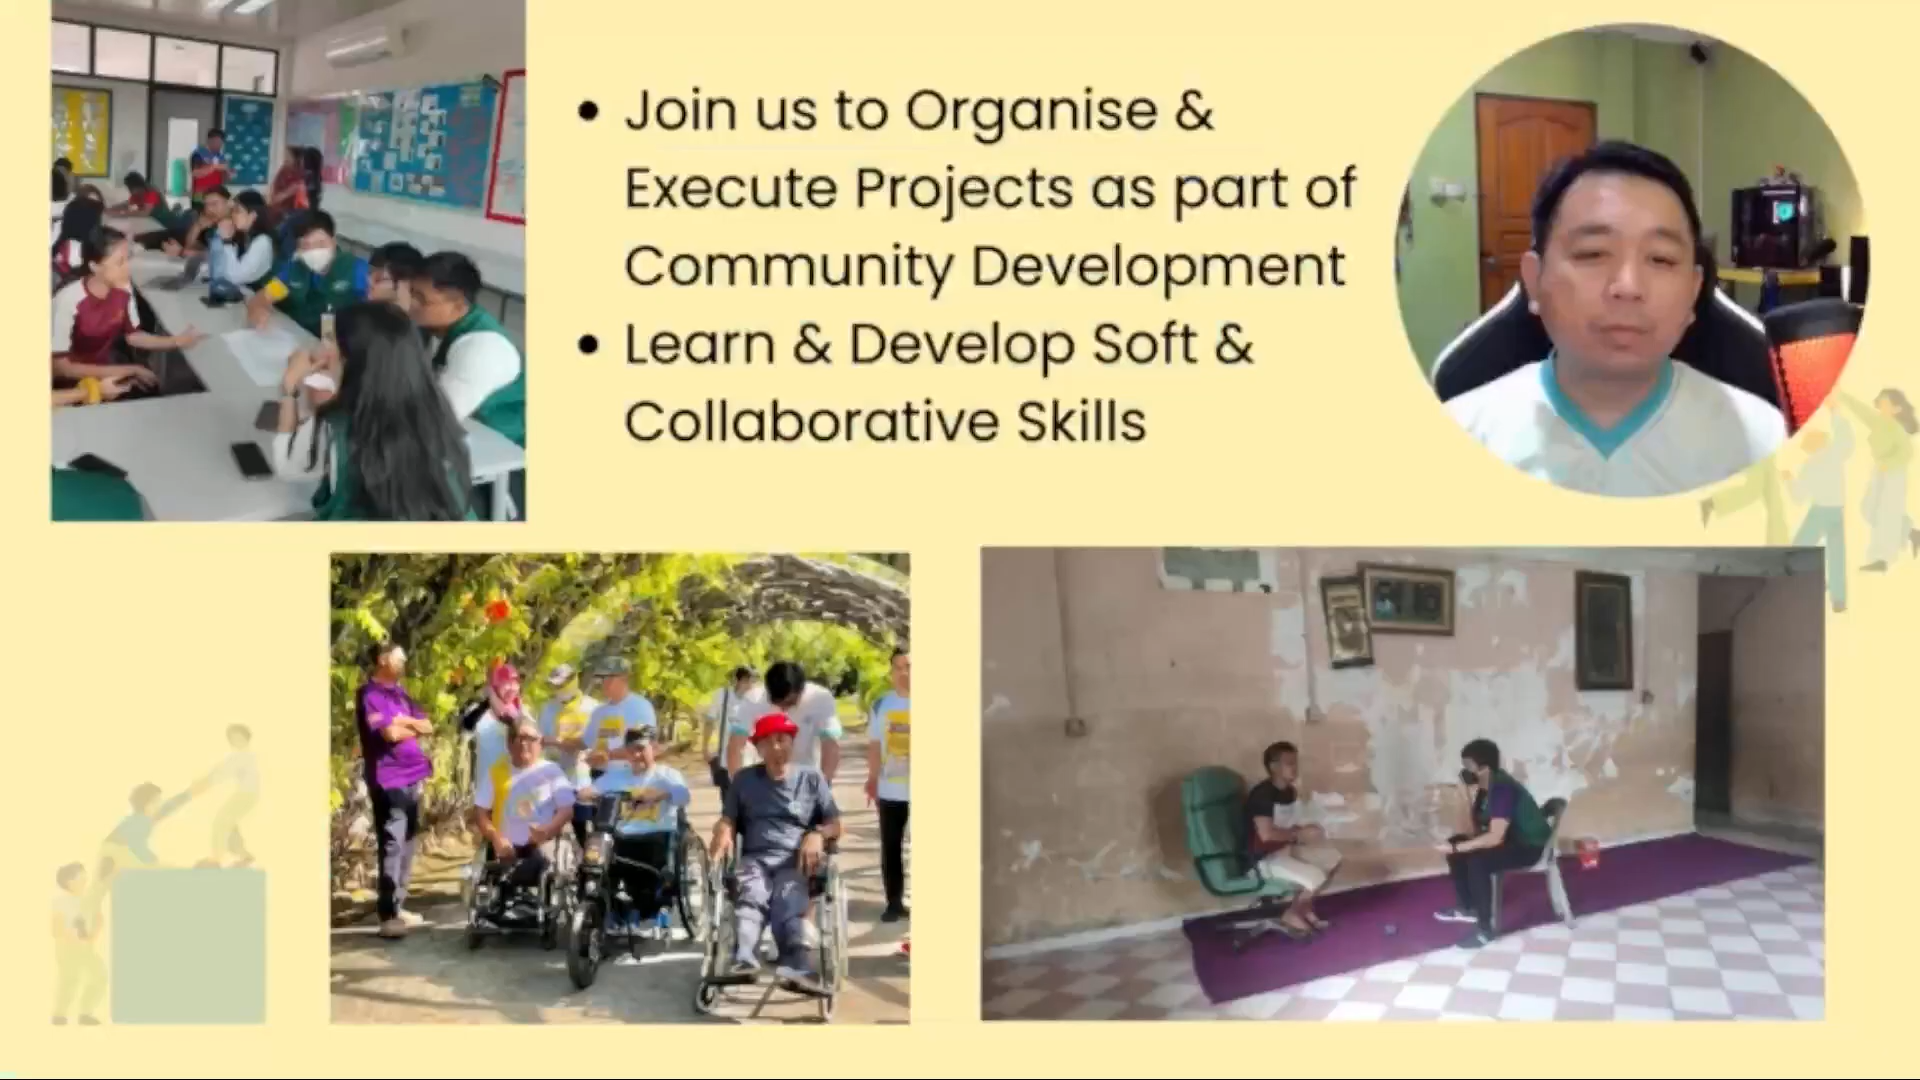 • Join us to Organise &
Execute Projects as part of
Community Development
• Learn & Develop Soft &
Collaborative Skills